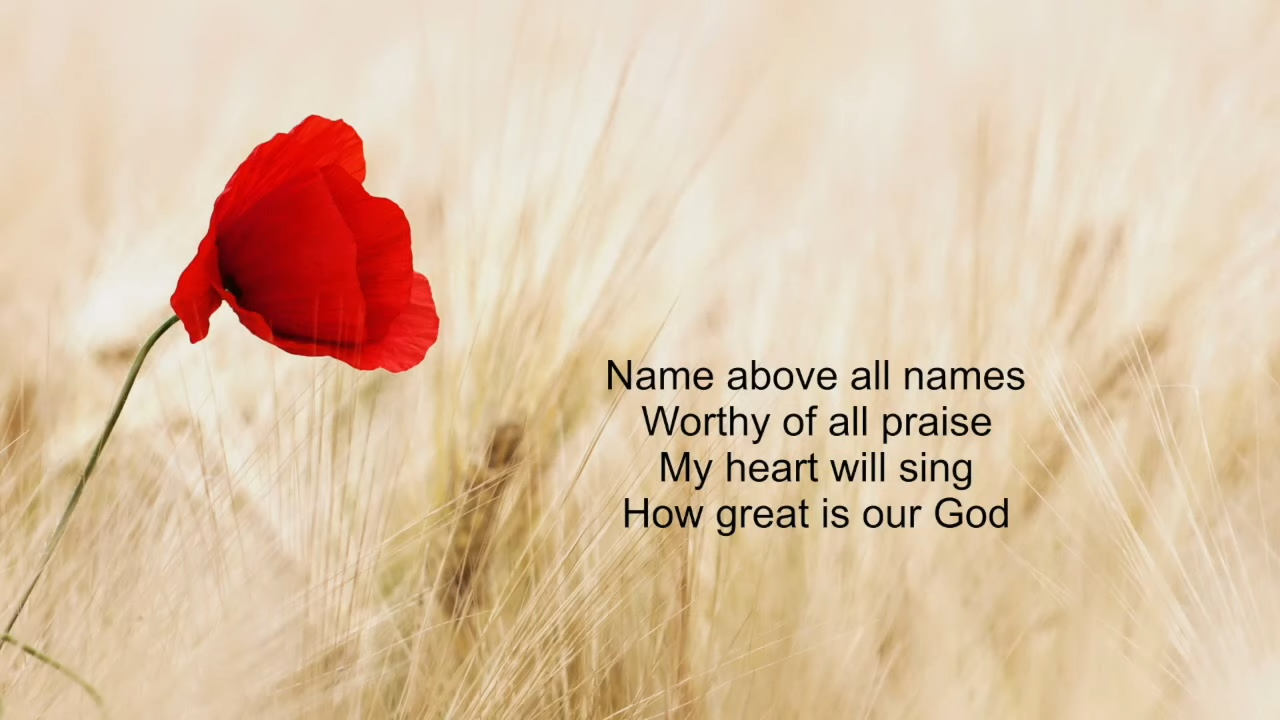 Name above all names
Worthy of all praise
My heart will sing
How great is our God